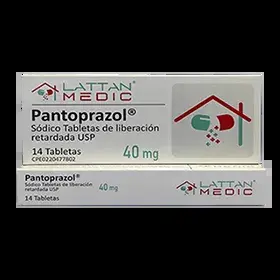 LATTAN
MEDIC
Pantoprazol®
Sódico Tabletas de liberación
retardada USP
14 Tabletas
CPE0220477802
40 mg
Pantoprazol®
Sódico Tabletas de liberación
retardada USP
40 mg
14 Tabletas
LATTAN
MEDIC